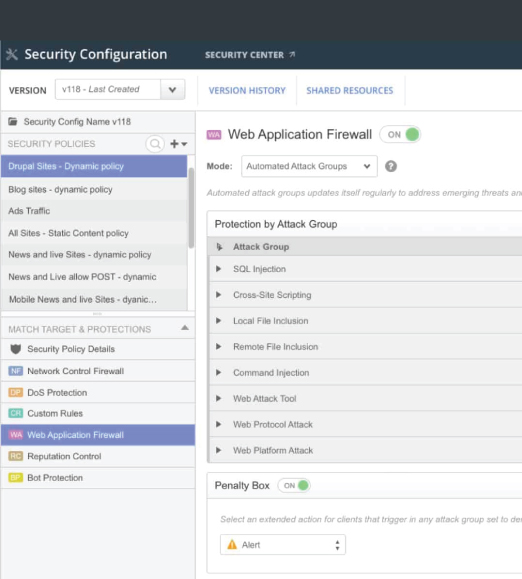 Security Configuration
SECURITY CENTER
VERSION
v118 - Last Created
VERSION HISTORY
SHARED RESOURCES
Security Config Name v118
SECURITY POLICIES
Drupal Sites - Dynamic policy
Blog sites - dynamic policy
Ads Traffic
All Sites - Static Content policy
News and live Sites - dynamic policy
News and Live allow POST - dynamic
Mobile News and live Sites - dyanic...
MATCH TARGET & PROTECTIONS
Security Policy Details
NF Network Control Firewall
DP DoS Protection
CR Custom Rules
WA Web Application Firewall
RC Reputation Control
BP Bot Protection
WA Web Application Firewall ON
Mode: Automated Attack Groups ?
Automated attack groups updates itself regularly to address emerging threats and
Protection by Attack Group
Attack Group
SQL Injection
Cross-Site Scripting
Local File Inclusion
Remote File Inclusion
Command Injection
Web Attack Tool
Web Protocol Attack
Web Platform Attack
Penalty Box ON
Select an extended action for clients that trigger in any attack group set to
Alert